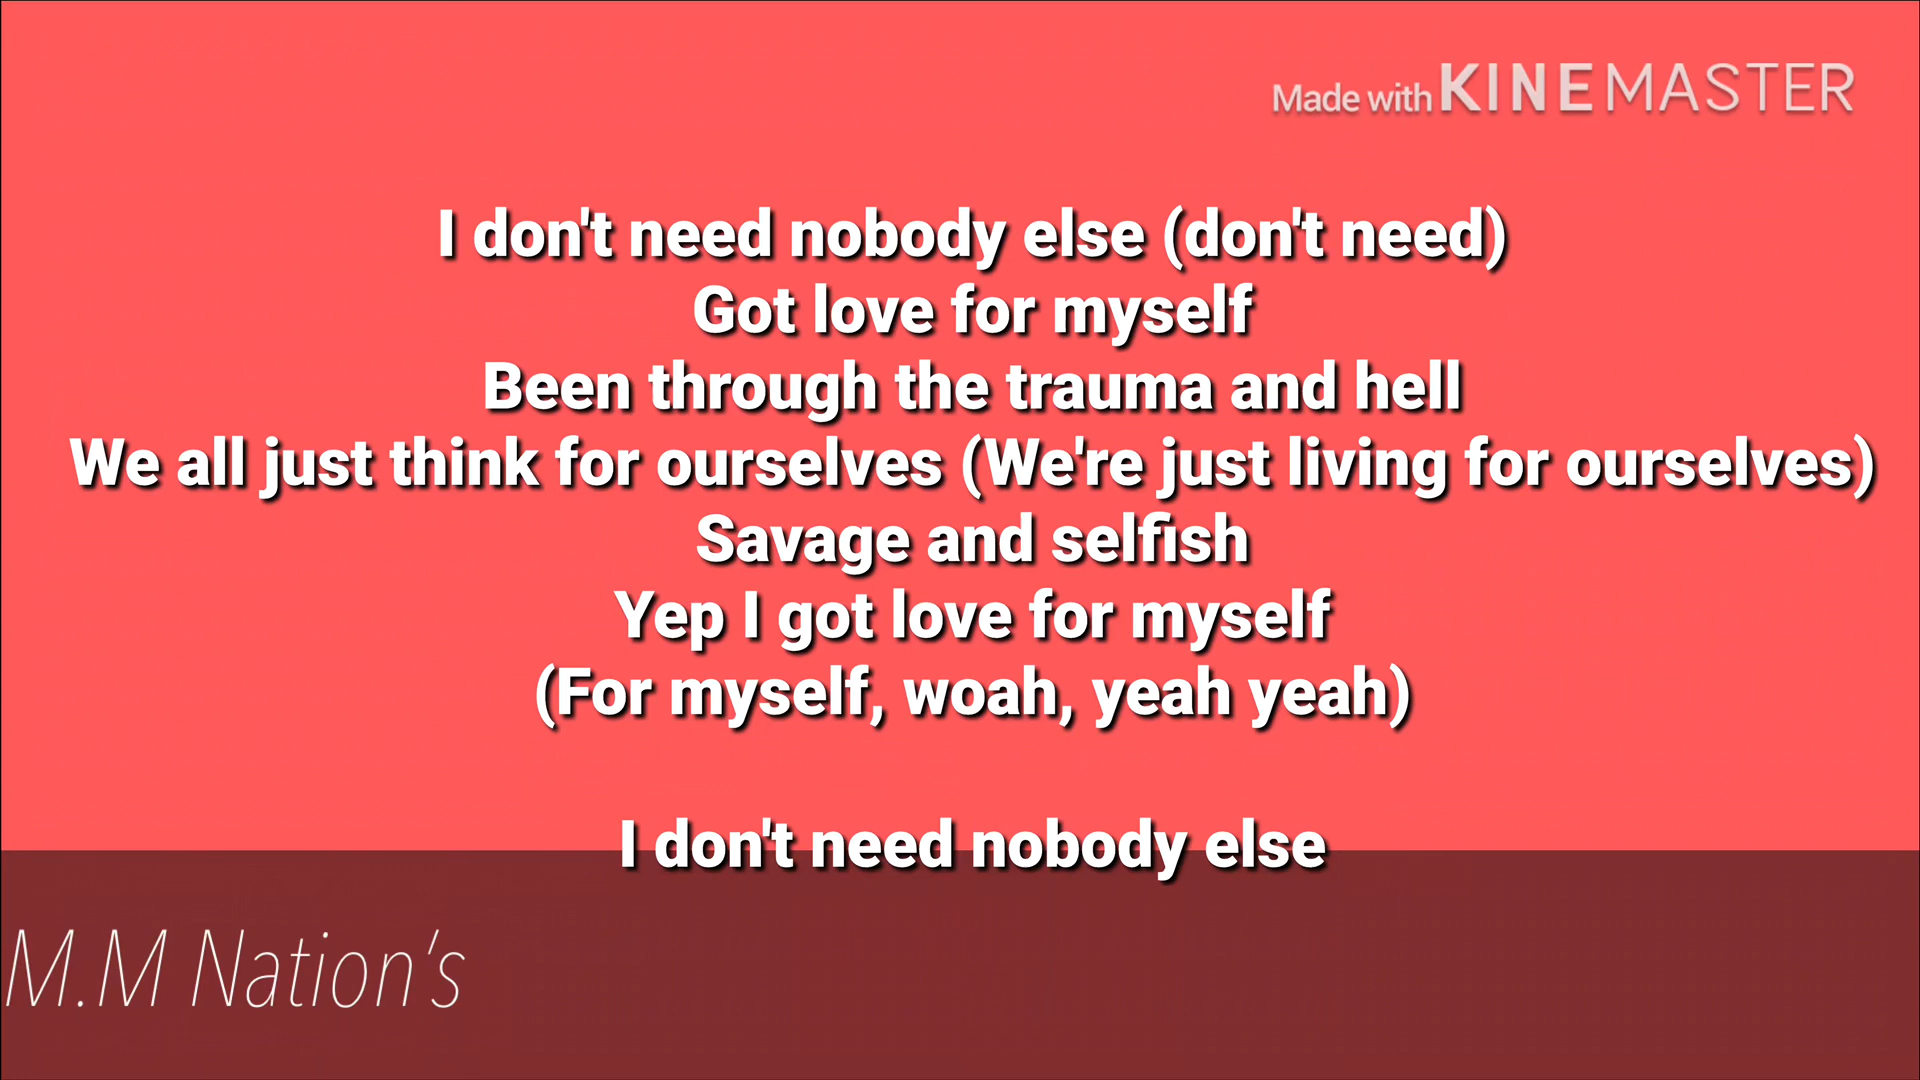 Made with KINEMASTER
I don't need nobody else (don't need)
Got love for myself
Been through the trauma and hell
We all just think for ourselves (We're just living for ourselves)
Savage and selfish
Yep I got love for myself
(For myself, woah, yeah yeah)
I don't need nobody else
M.M Nation's